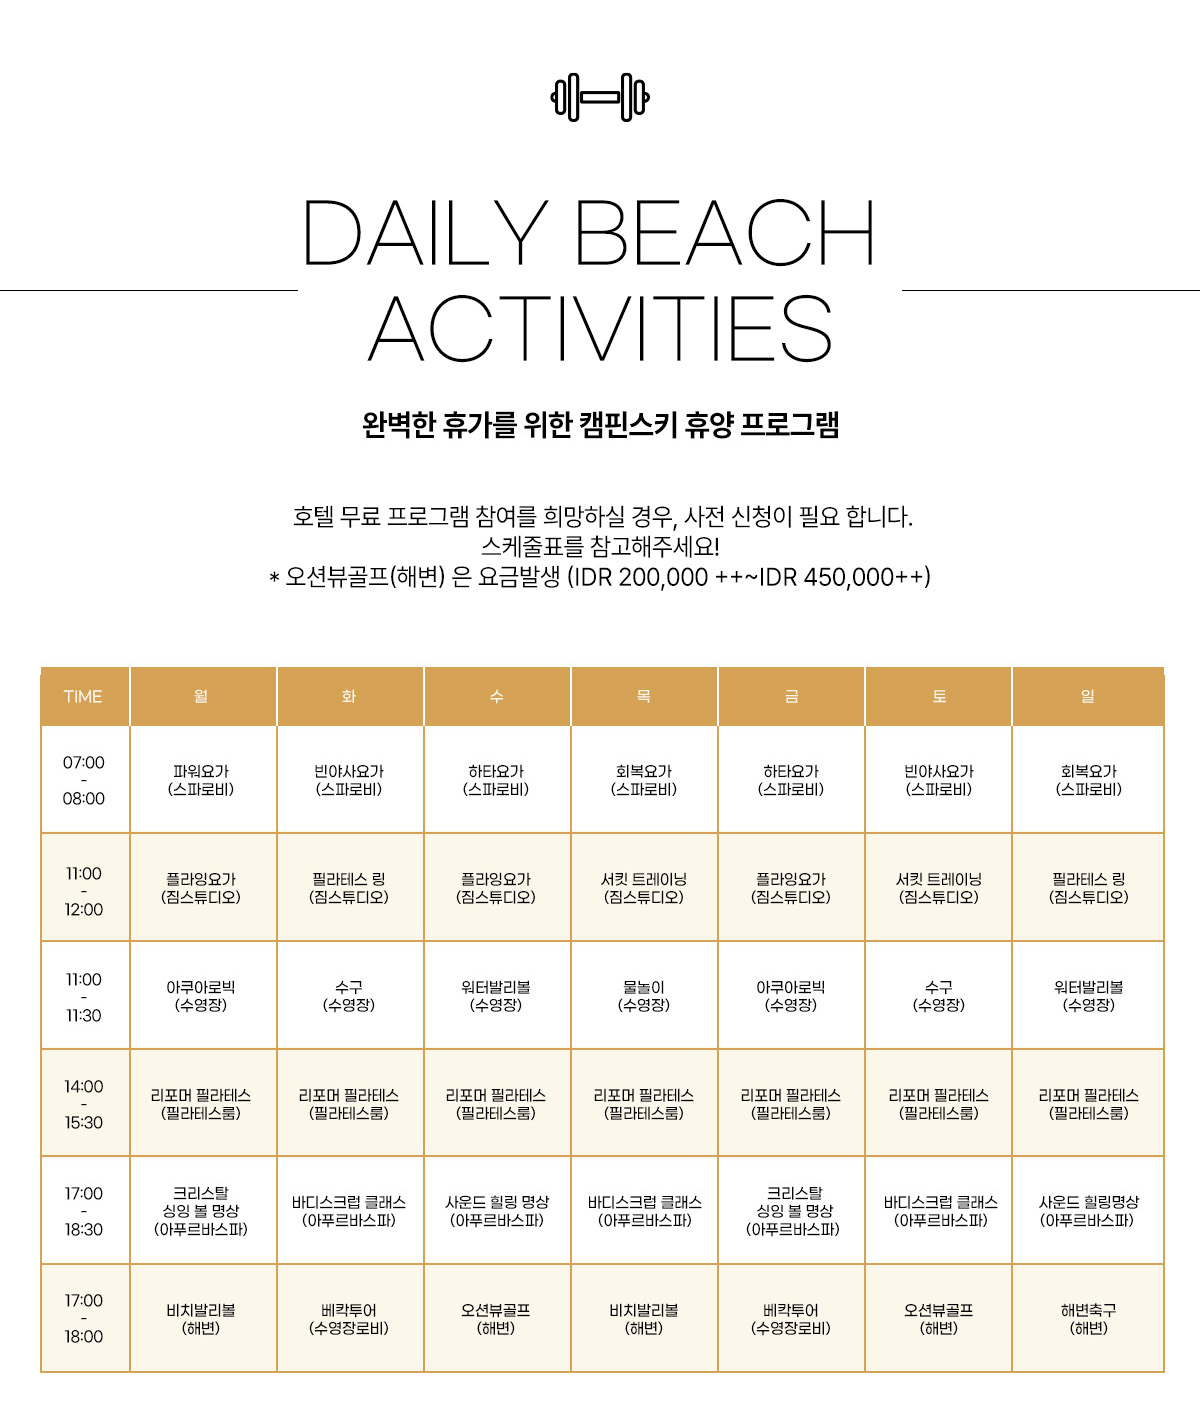 DAILY BEACH
ACTIVITIES
완벽한 휴가를 위한 캠핀스키 휴양 프로그램
호텔 무료 프로그램 참여를 희망하실 경우, 사전 신청이 필요 합니다.
스케줄표를 참고해주세요!
* 오션뷰골프(해변) 은 요금발생 (IDR 200,000 ++~IDR 450,000++)
TIME 월 화 수 목 금 토 일
07:00
-
08:00
파워요가
(스파로비)
빈야사요가
(스파로비)
하타요가
(스파로비)
회복요가
(스파로비)
하타요가
(스파로비)
빈야사요가
(스파로비)
회복요가
(스파로비)
11:00
-
12:00
플라잉요가
(짐스튜디오)
필라테스 링
(짐스튜디오)
플라잉요가
(짐스튜디오)
서킷 트레이닝
(짐스튜디오)
플라잉요가
(짐스튜디오)
서킷 트레이닝
(짐스튜디오)
필라테스 링
(짐스튜디오)
11:00
-
11:30
아쿠아로빅
(수영장)
수구
(수영장)
워터발리볼
(수영장)
물놀이
(수영장)
아쿠아로빅
(수영장)
수구
(수영장)
워터발리볼
(수영장)
14:00
-
15:30
리포머 필라테스
(필라테스룸)
리포머 필라테스
(필라테스룸)
리포머 필라테스
(필라테스룸)
리포머 필라테스
(필라테스룸)
리포머 필라테스
(필라테스룸)
리포머 필라테스
(필라테스룸)
리포머 필라테스
(필라테스룸)
17:00
-
18:30
크리스탈
싱잉 볼 명상
(아푸르바스파)
바디스크럽 클래스
(아푸르바스파)
사운드 힐링 명상
(아푸르바스파)
바디스크럽 클래스
(아푸르바스파)
크리스탈
싱잉 볼 명상
(아푸르바스파)
바디스크럽 클래스
(아푸르바스파)
사운드 힐링명상
(아푸르바스파)
17:00
-
18:00
비치발리볼
(해변)
베칵투어
(수영장로비)
오션뷰골프
(해변)
비치발리볼
(해변)
베칵투어
(수영장로비)
오션뷰골프
(해변)
해변축구
(해변)